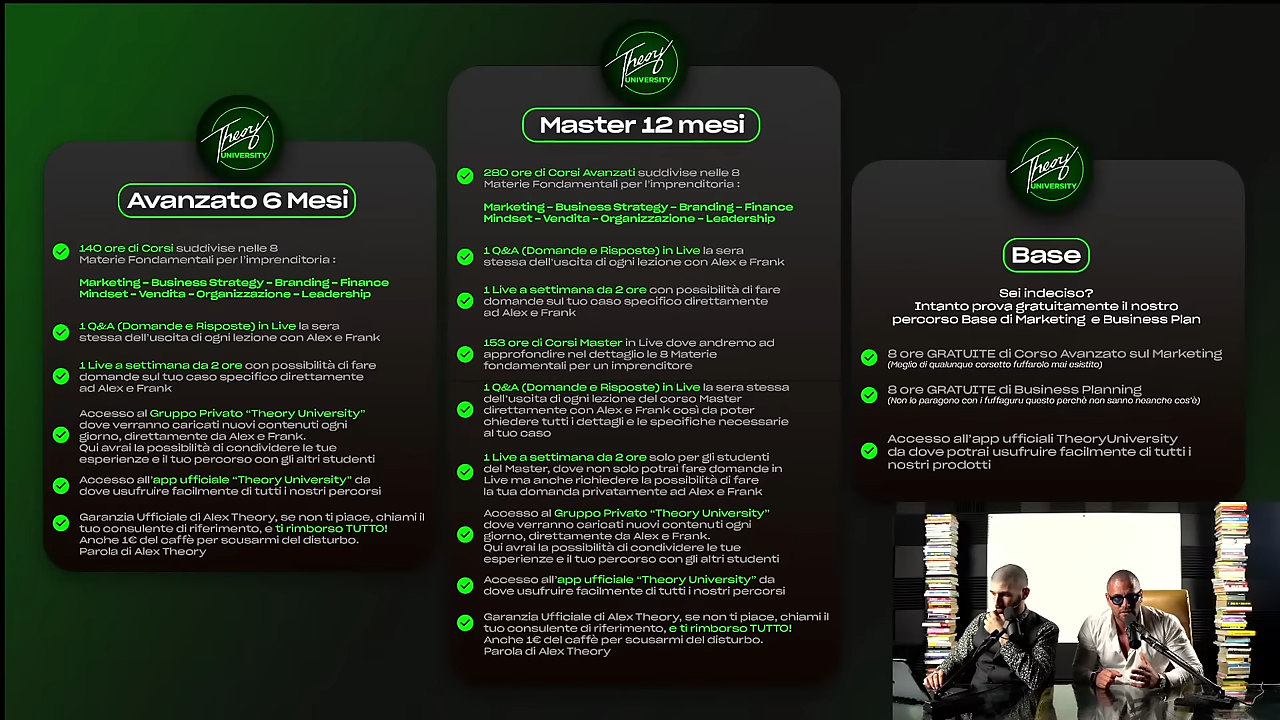 Theory
UNIVERSITY
Avanzato 6 Mesi
140 ore di Corsi suddivise nelle 8
Materie Fondamentali per l'imprenditoria :
Marketing - Business Strategy - Branding - Finance
Mindset - Vendita - Organizzazione - Leadership
1 Q&A (Domande e Risposte) in Live la sera
stessa dell'uscita di ogni lezione con Alex e Frank
1 Live a settimana da 2 ore con possibilità di fare
domande sul tuo caso specifico direttamente
ad Alex e Frank
Accesso al Gruppo Privato "Theory University"
dove verranno caricati nuovi contenuti ogni
giorno, direttamente da Alex e Frank.
Qui avrai la possibilità di condividere le tue
esperienze e il tuo percorso con gli altri studenti
Accesso all'app ufficiale "Theory University" da
dove usufruire facilmente di tutti i nostri percorsi
Garanzia Ufficiale di Alex Theory, se non ti piace, chiami il
tuo consulente di riferimento, e ti rimborso TUTTO!
Anche 1€ del caffè per scusarmi del disturbo.
Parola di Alex Theory
Theory
UNIVERSITY
Master 12 mesi
280 ore di Corsi Avanzati suddivise nelle 8
Materie Fondamentali per l'imprenditoria :
Marketing - Business Strategy - Branding - Finance
Mindset - Vendita - Organizzazione - Leadership
1 Q&A (Domande e Risposte) in Live la sera
stessa dell'uscita di ogni lezione con Alex e Frank
1 Live a settimana da 2 ore con possibilità di fare
domande sul tuo caso specifico direttamente
ad Alex e Frank
153 ore di Corsi Master in Live dove andremo ad
approfondire nel dettaglio le 8 Materie
fondamentali per un imprenditore
1 Q&A (Domande e Risposte) in Live la sera stessa
dell'uscita di ogni lezione del corso Master
direttamente con Alex e Frank così da poter
chiedere tutti i dettagli e le specifiche necessarie
al tuo caso
1 Live a settimana da 2 ore solo per gli studenti
del Master, dove non solo potrai fare domande in
Live ma anche richiedere la possibilità di fare
la tua domanda privatamente ad Alex e Frank
Accesso al Gruppo Privato "Theory University"
dove verranno caricati nuovi contenuti ogni
giorno, direttamente da Alex e Frank.
Qui avrai la possibilità di condividere le tue
esperienze e il tuo percorso con gli altri studenti
Accesso all'app ufficiale "Theory University" da
dove usufruire facilmente di tutti i nostri percorsi
Garanzia Ufficiale di Alex Theory, se non ti piace, chiami il
tuo consulente di riferimento, e ti rimborso TUTTO!
Anche 1€ del caffè per scusarmi del disturbo.
Parola di Alex Theory
Theory
UNIVERSITY
Base
Sei indeciso?
Intanto prova gratuitamente il nostro
percorso Base di Marketing e Business Plan
8 ore GRATUITE di Corso Avanzato sul Marketing
(Meglio di qualunque corsetto fuffarolo mai esistito)
8 ore GRATUITE di Business Planning
(Non lo paragono con i fuffaguru questo perchè non sanno neanche cos'è)
Accesso all'app ufficiali TheoryUniversity
da dove potrai usufruire facilmente di tutti i
nostri prodotti